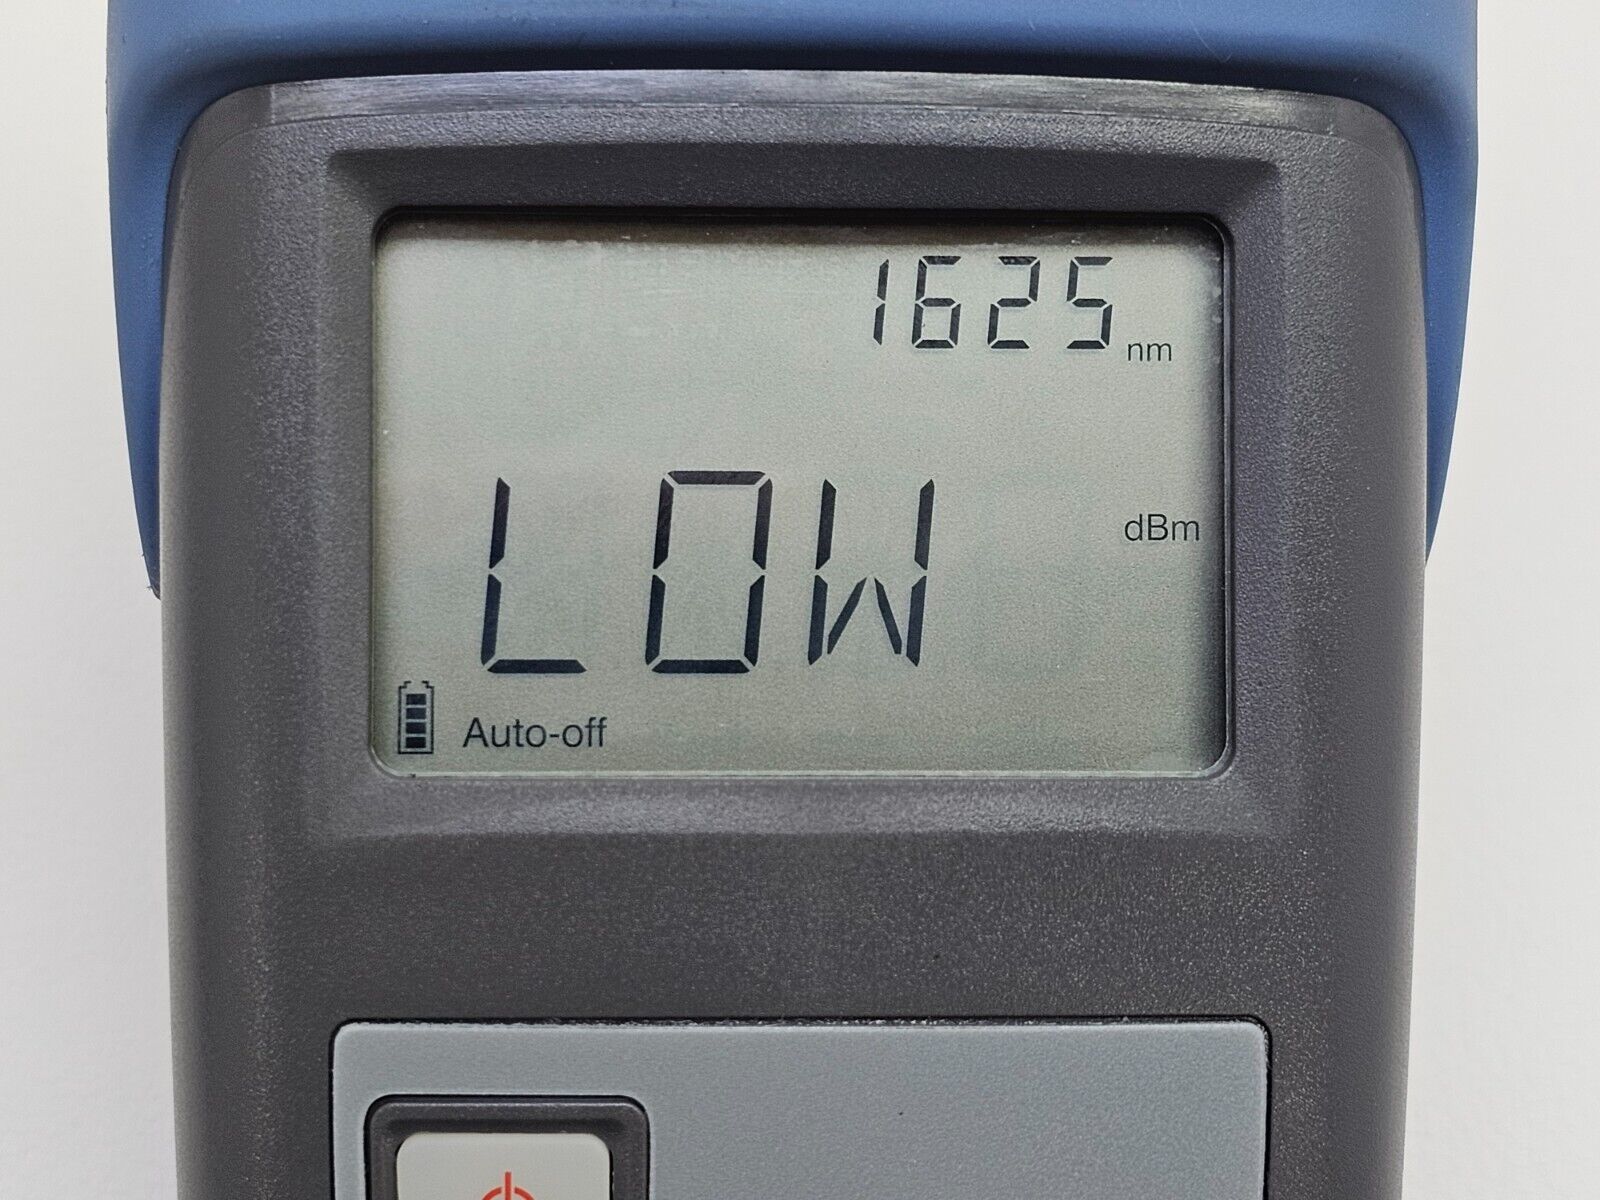 1625 nm
LOW dBm
Auto-off